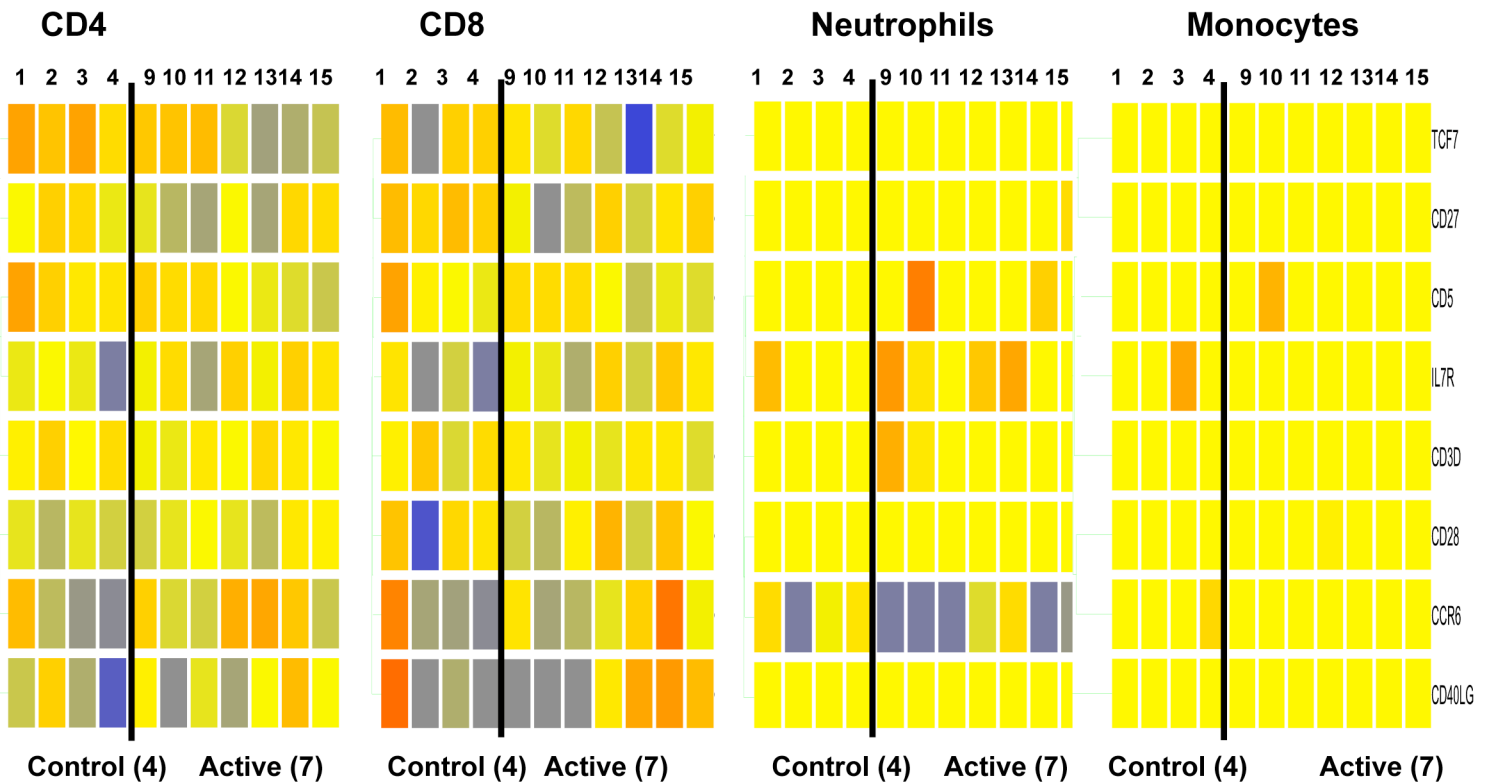 CD4 CD8 Neutrophils Monocytes
1 2 3 4 9 10 11 12 13 14 15 1 2 3 4 9 10 11 12 13 14 15 1 2 3 4 9 10 11 12 13 14 15 1 2 3 4 9 10 11 12 13 14 15
TCF7
CD27
CD5
IL7R
CD3D
CD28
CCR6
CD40LG
Control (4) Active (7) Control (4) Active (7) Control (4) Active (7) Control (4) Active (7)